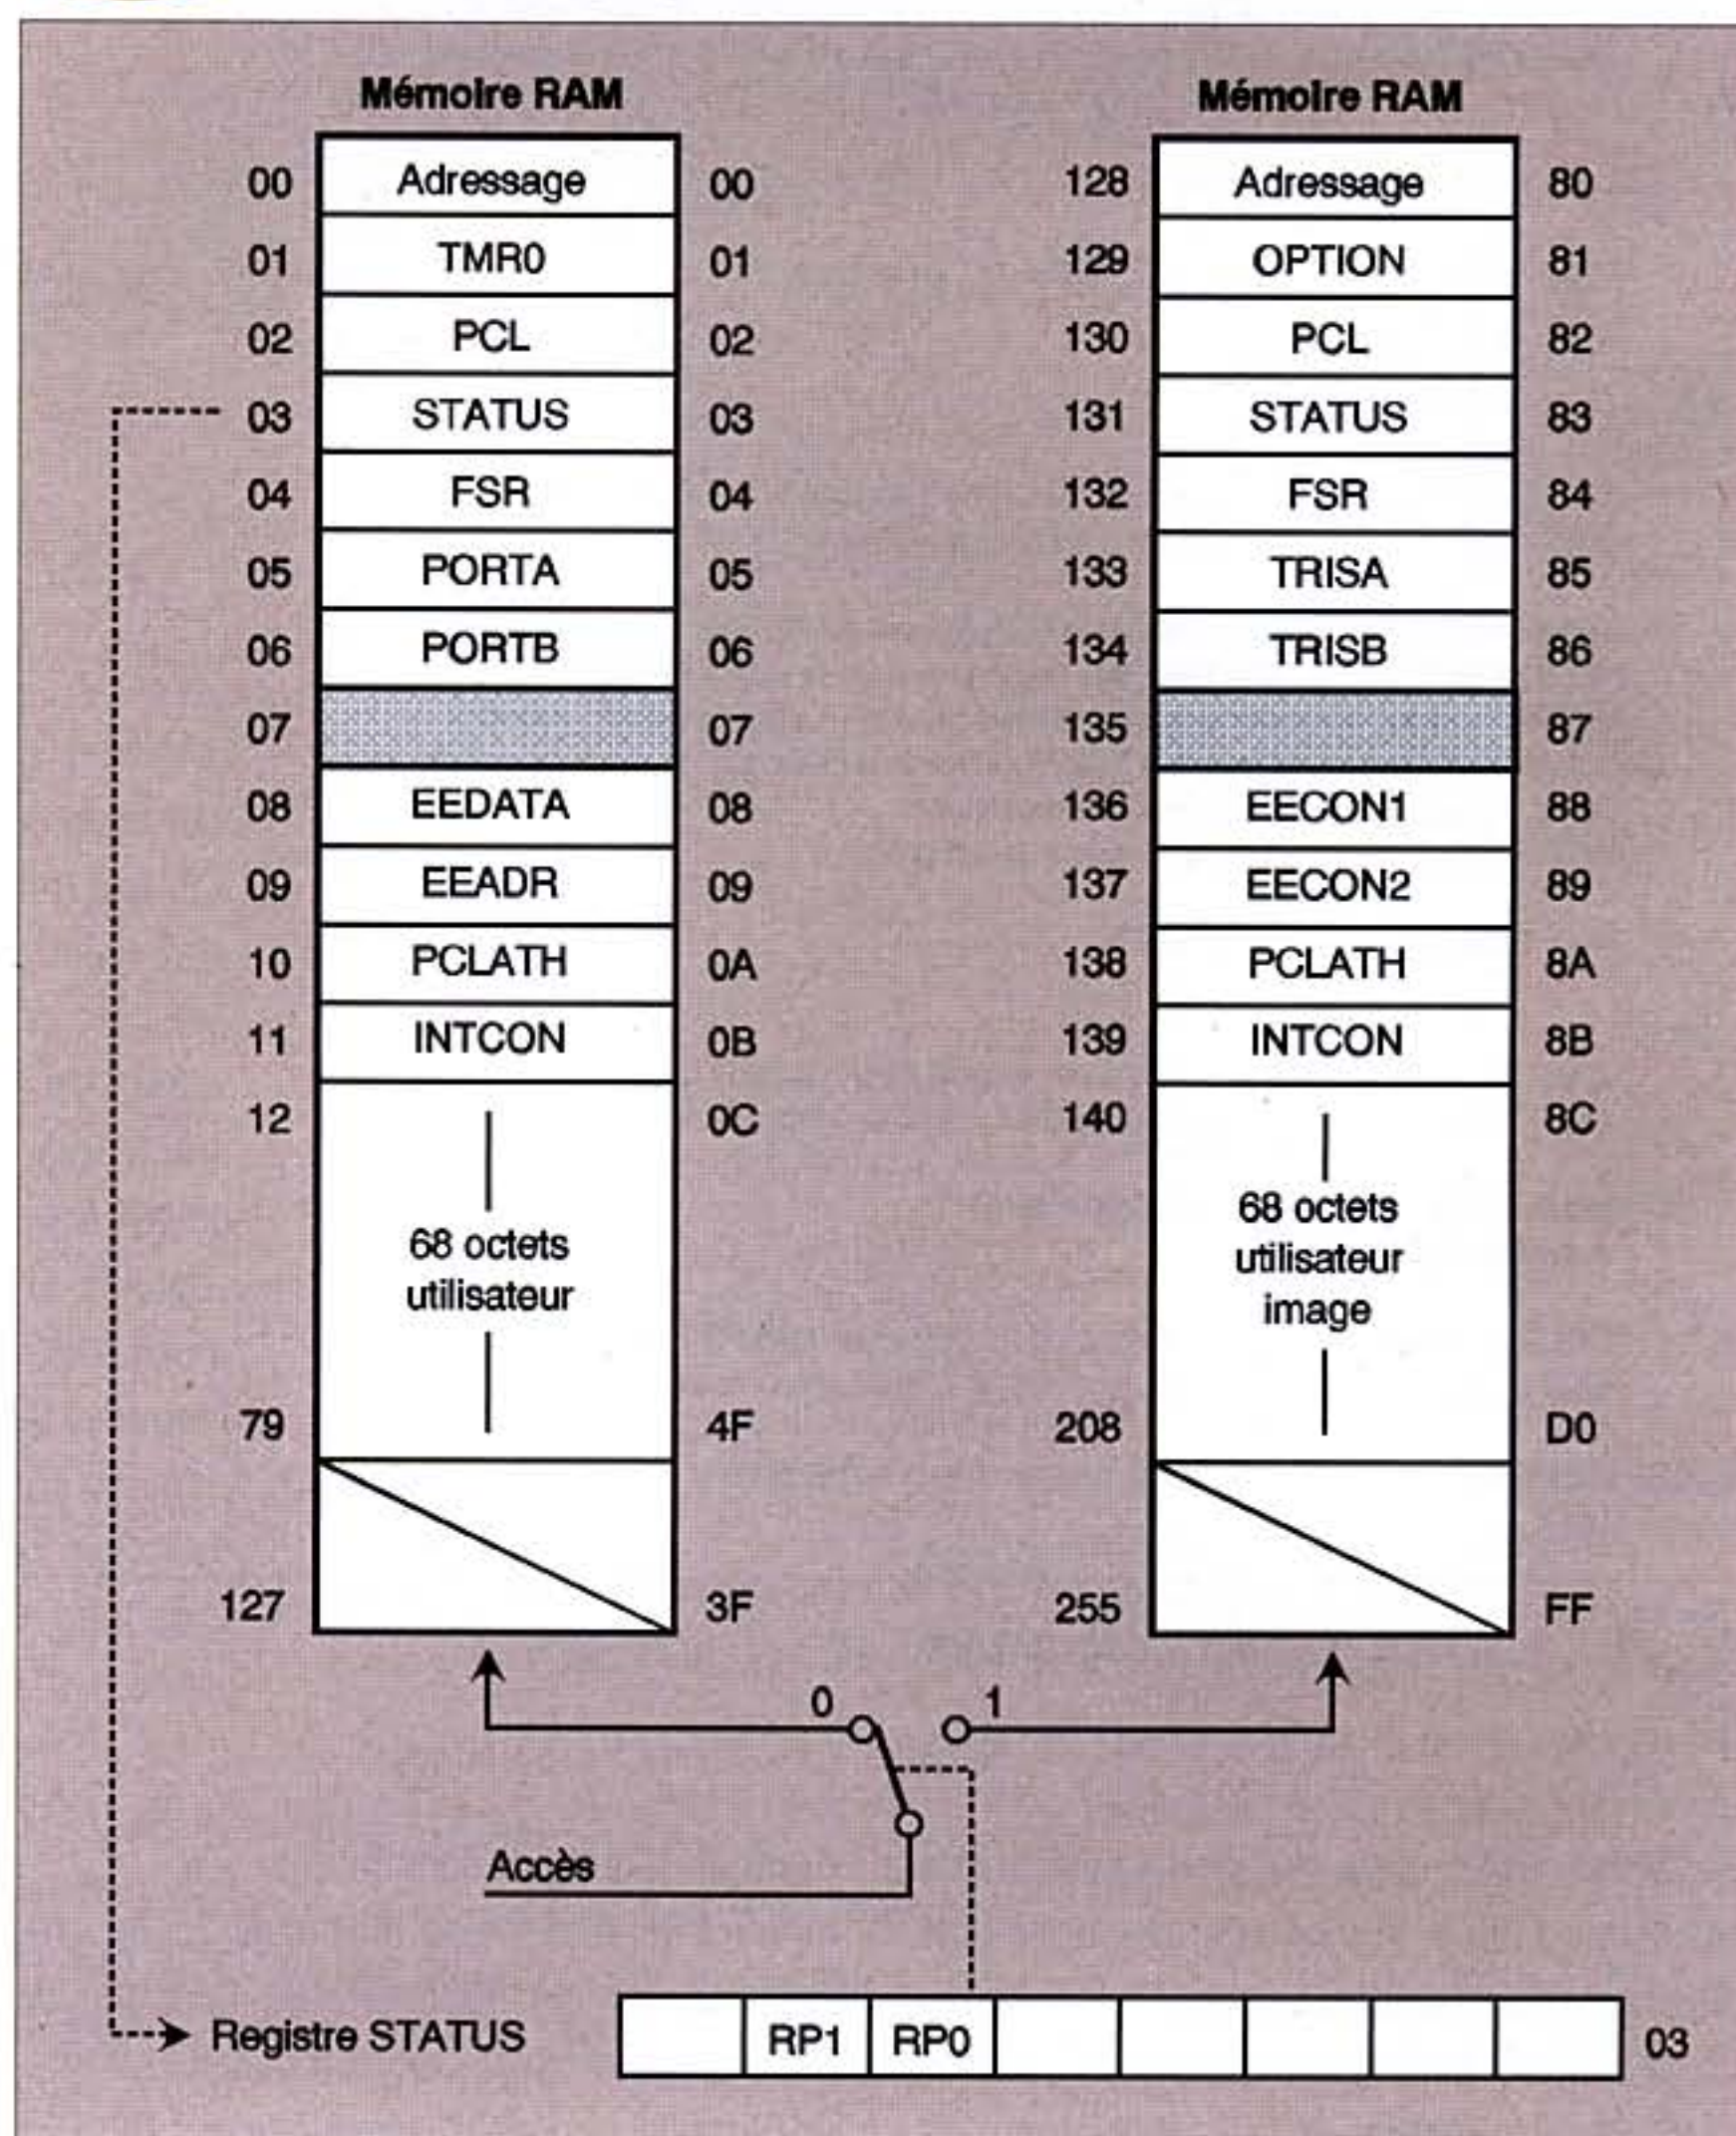 Mémoire RAM Mémoire RAM
00 Adressage 00 128 Adressage 80
01 TMR0 01 129 OPTION 81
02 PCL 02 130 PCL 82
03 STATUS 03 131 STATUS 83
04 FSR 04 132 FSR 84
05 PORTA 05 133 TRISA 85
06 PORTB 06 134 TRISB 86
07 07 135 87
08 EEDATA 08 136 EECON1 88
09 EEADR 09 137 EECON2 89
10 PCLATH 0A 138 PCLATH 8A
11 INTCON 0B 139 INTCON 8B
12 0C 140 8C
68 octets
utilisateur
68 octets
utilisateur
image
79 4F 208 D0
127 3F 255 FF
0 1
Accès
Registre STATUS RP1 RP0 03